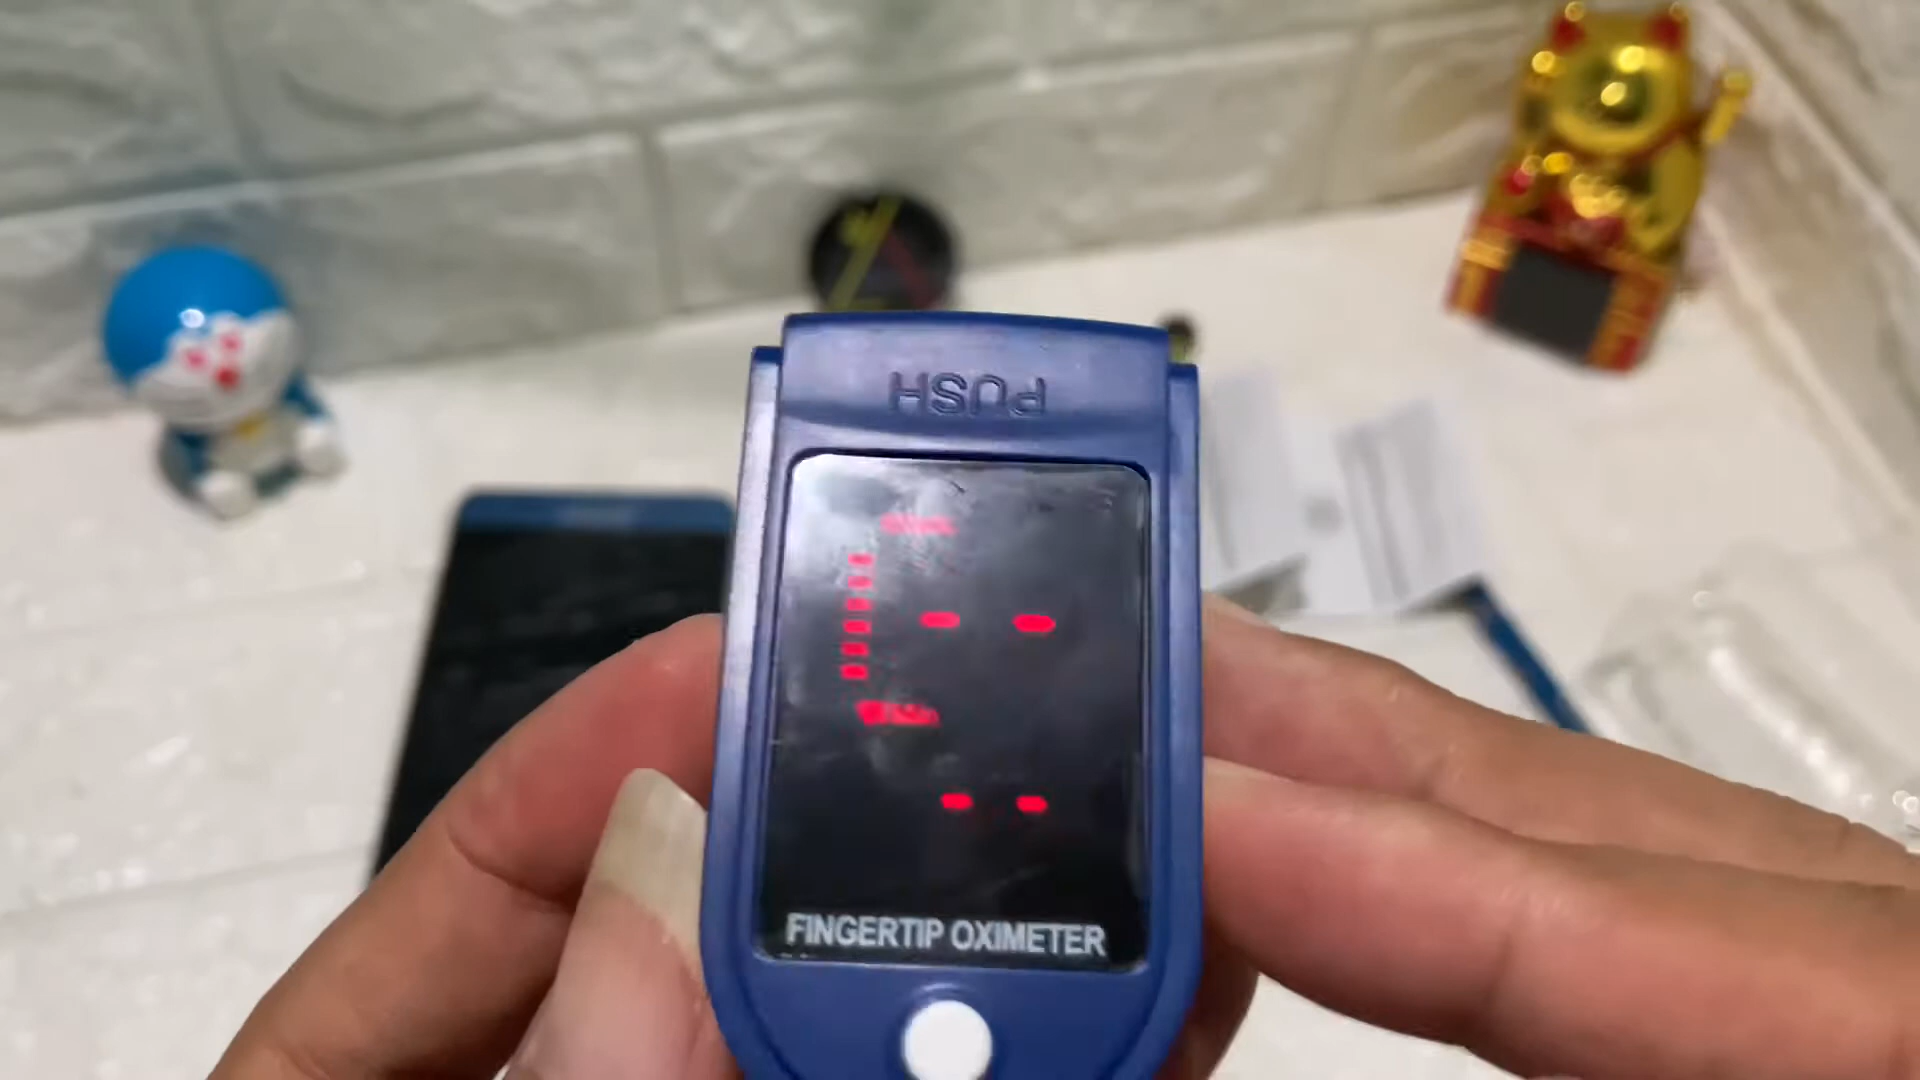 PUSH
-- --
-- --
FINGERTIP OXIMETER